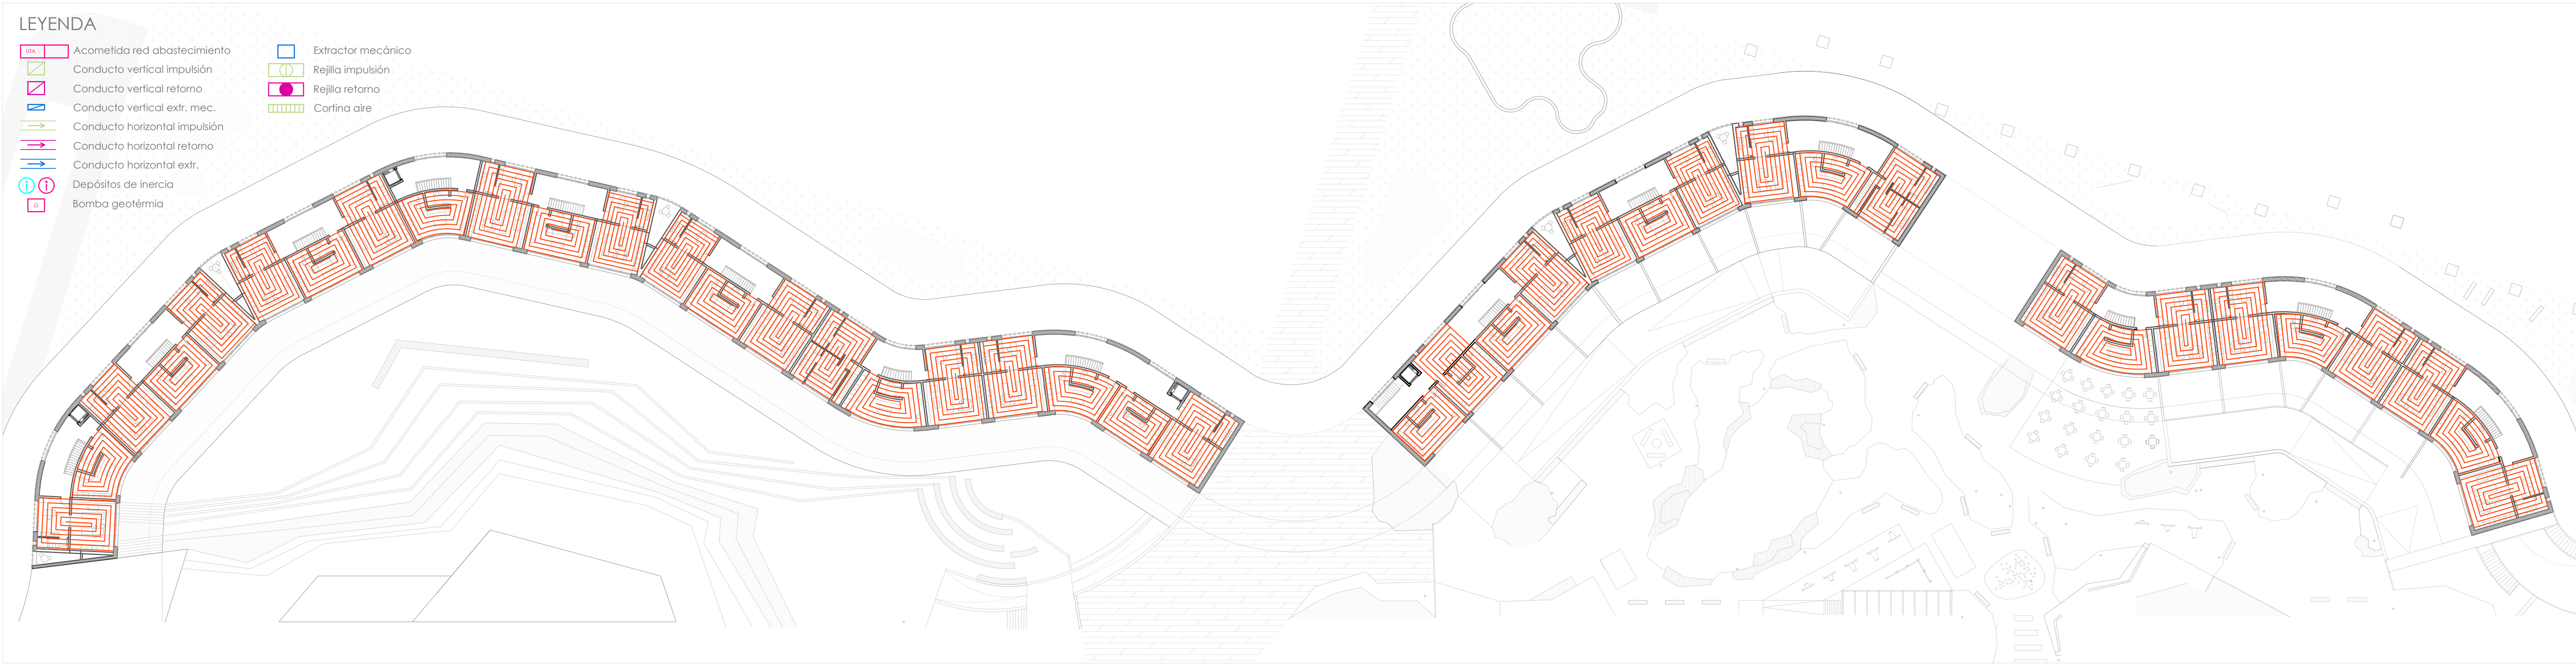 LEYENDA
UTA Acometida red abastecimiento
Conducto vertical impulsión
Conducto vertical retorno
Conducto vertical extr. mec.
Conducto horizontal impulsión
Conducto horizontal retorno
Conducto horizontal extr.
i i Depósitos de inercia
G Bomba geotérmia
Extractor mecánico
Rejilla impulsión
Rejilla retorno
Cortina aire